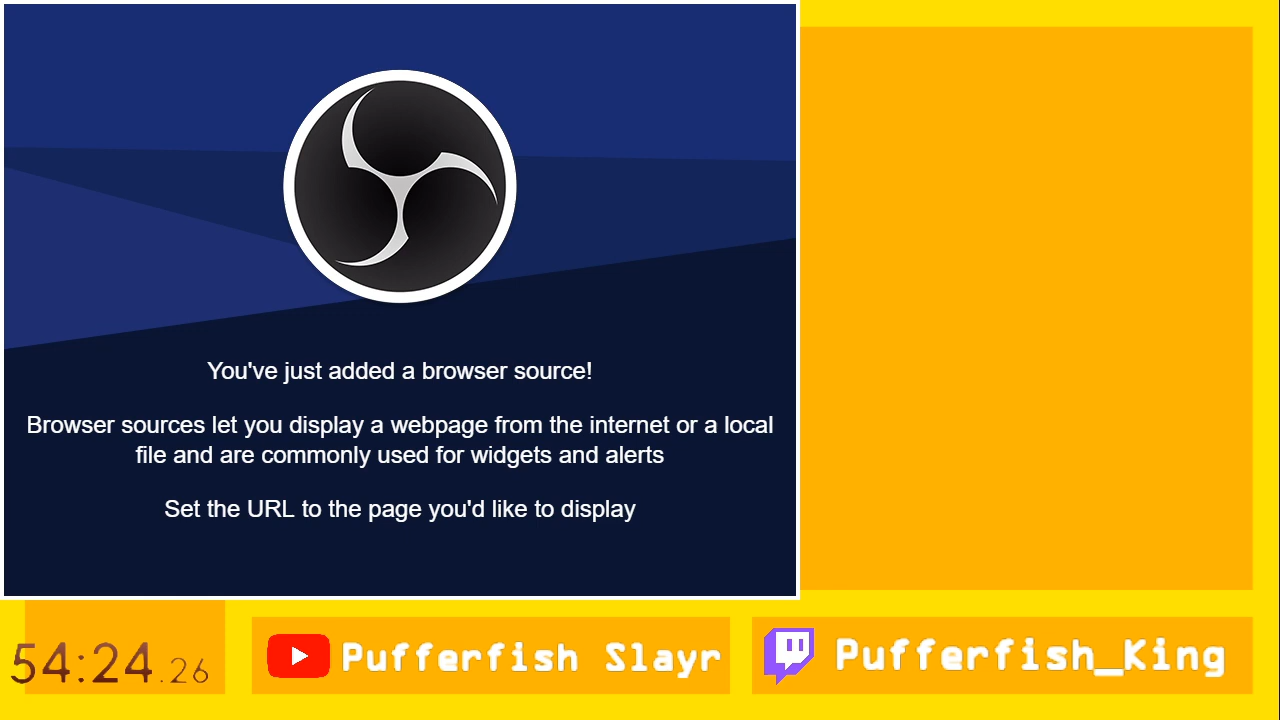 You've just added a browser source!
Browser sources let you display a webpage from the internet or a local
file and are commonly used for widgets and alerts
Set the URL to the page you'd like to display
54:24.26
Pufferfish Slayr
Pufferfish_King